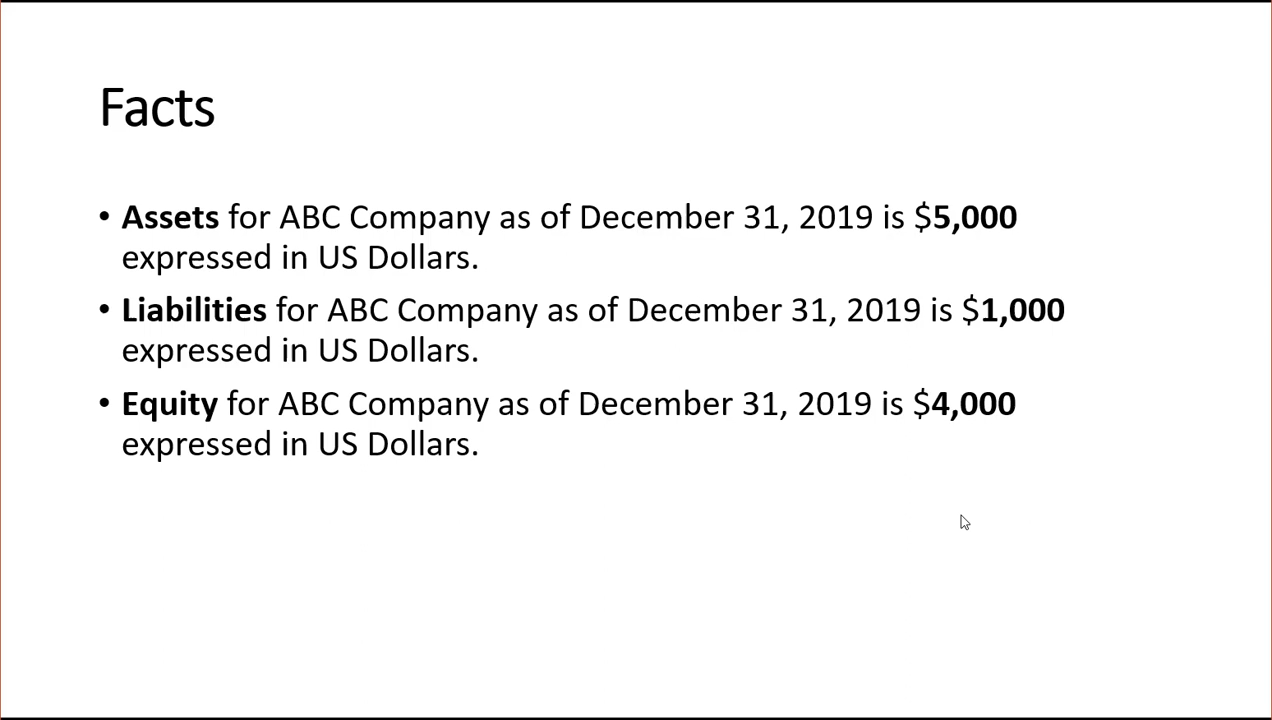 Facts
• Assets for ABC Company as of December 31, 2019 is $5,000
expressed in US Dollars.
• Liabilities for ABC Company as of December 31, 2019 is $1,000
expressed in US Dollars.
• Equity for ABC Company as of December 31, 2019 is $4,000
expressed in US Dollars.